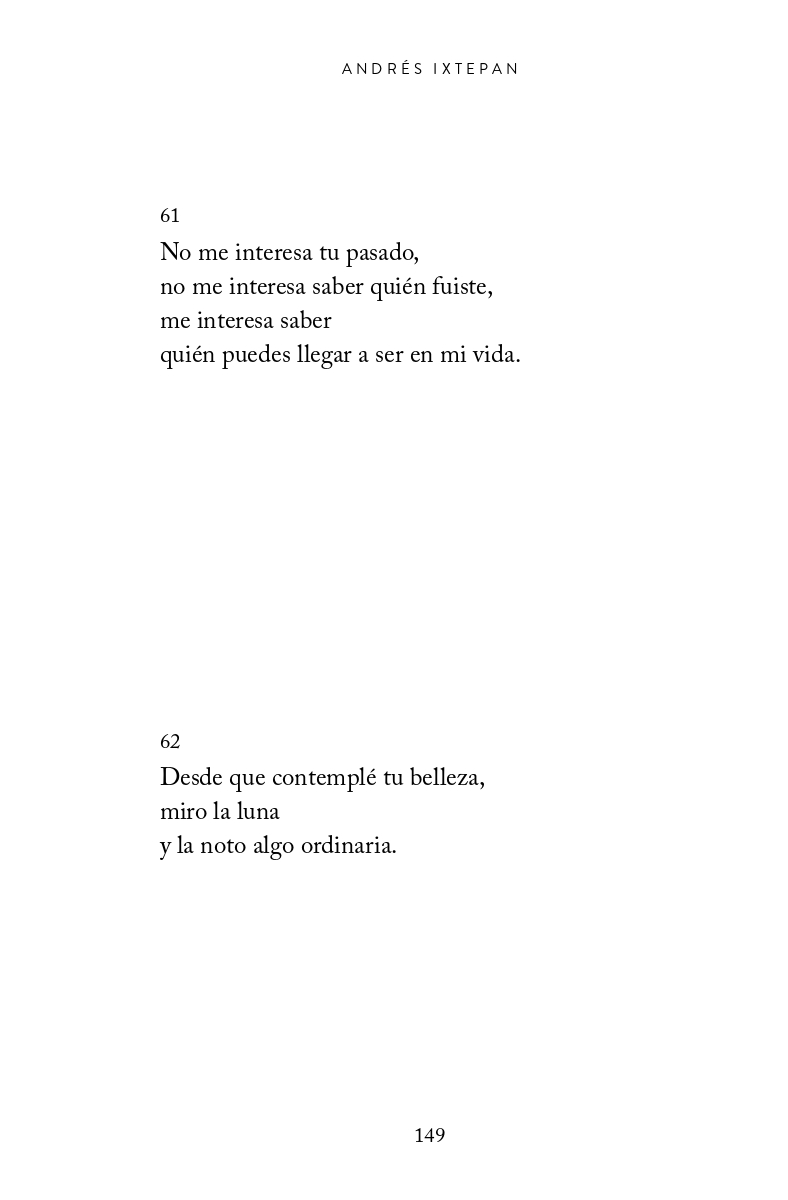 ANDRÉS IXTEPAN
61
No me interesa tu pasado,
no me interesa saber quién fuiste,
me interesa saber
quién puedes llegar a ser en mi vida.
62
Desde que contemplé tu belleza,
miro la luna
y la noto algo ordinaria.
149